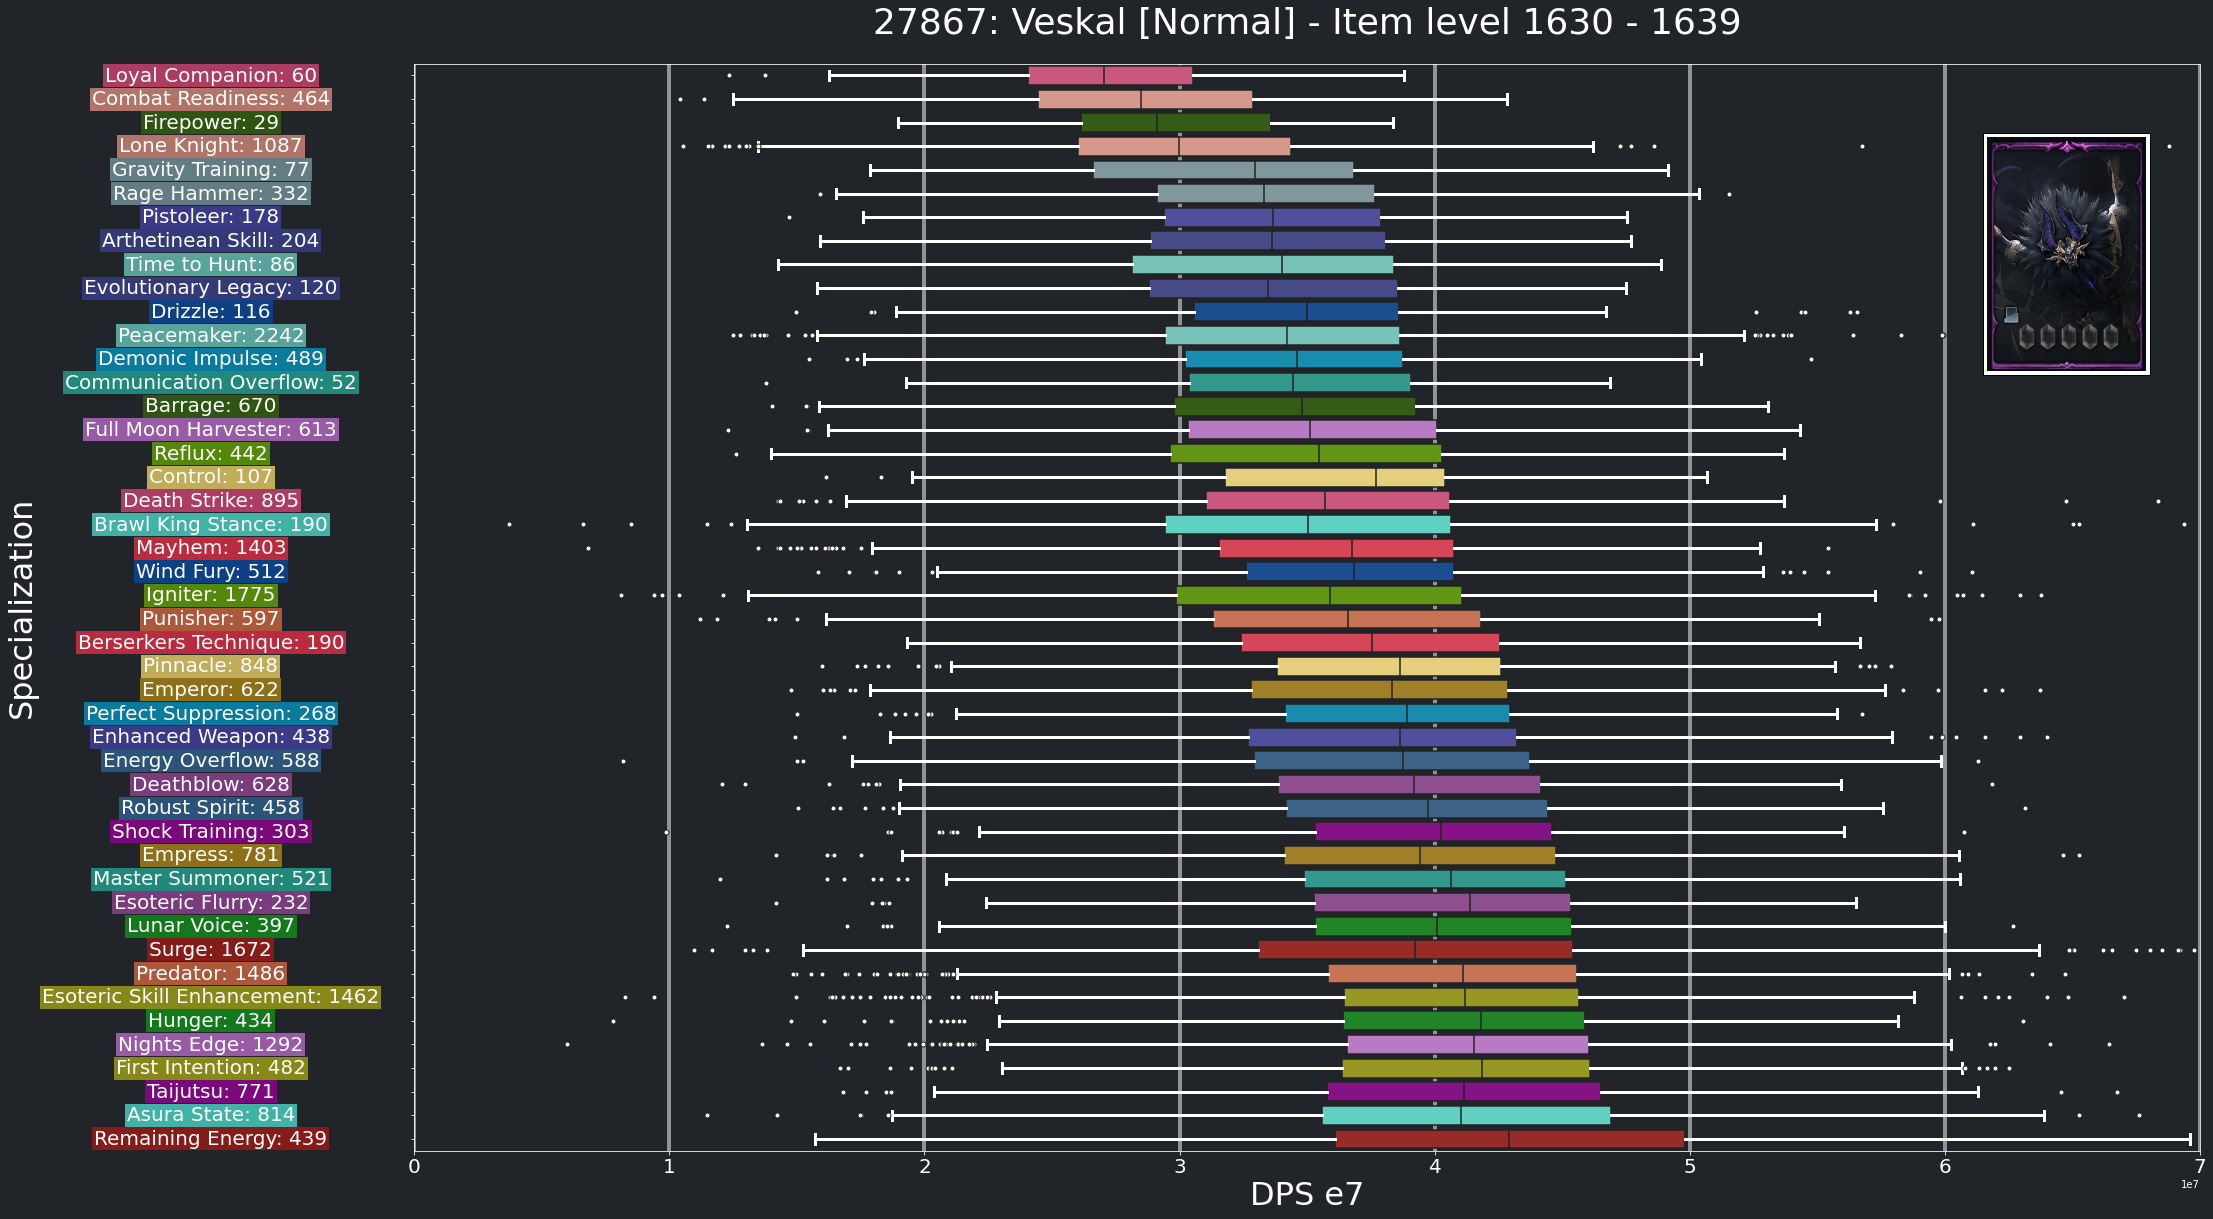 27867: Veskal [Normal] - Item level 1630 - 1639
Specialization
Loyal Companion: 60
Combat Readiness: 464
Firepower: 29
Lone Knight: 1087
Gravity Training: 77
Rage Hammer: 332
Pistoleer: 178
Arthetinean Skill: 204
Time to Hunt: 86
Evolutionary Legacy: 120
Drizzle: 116
Peacemaker: 2242
Demonic Impulse: 489
Communication Overflow: 52
Barrage: 670
Full Moon Harvester: 613
Reflux: 442
Control: 107
Death Strike: 895
Brawl King Stance: 190
Mayhem: 1403
Wind Fury: 512
Igniter: 1775
Punisher: 597
Berserkers Technique: 190
Pinnacle: 848
Emperor: 622
Perfect Suppression: 268
Enhanced Weapon: 438
Energy Overflow: 588
Deathblow: 628
Robust Spirit: 458
Shock Training: 303
Empress: 781
Master Summoner: 521
Esoteric Flurry: 232
Lunar Voice: 397
Surge: 1672
Predator: 1486
Esoteric Skill Enhancement: 1462
Hunger: 434
Nights Edge: 1292
First Intention: 482
Taijutsu: 771
Asura State: 814
Remaining Energy: 439
0 1 2 3 4 5 6 7
1e7
DPS e7